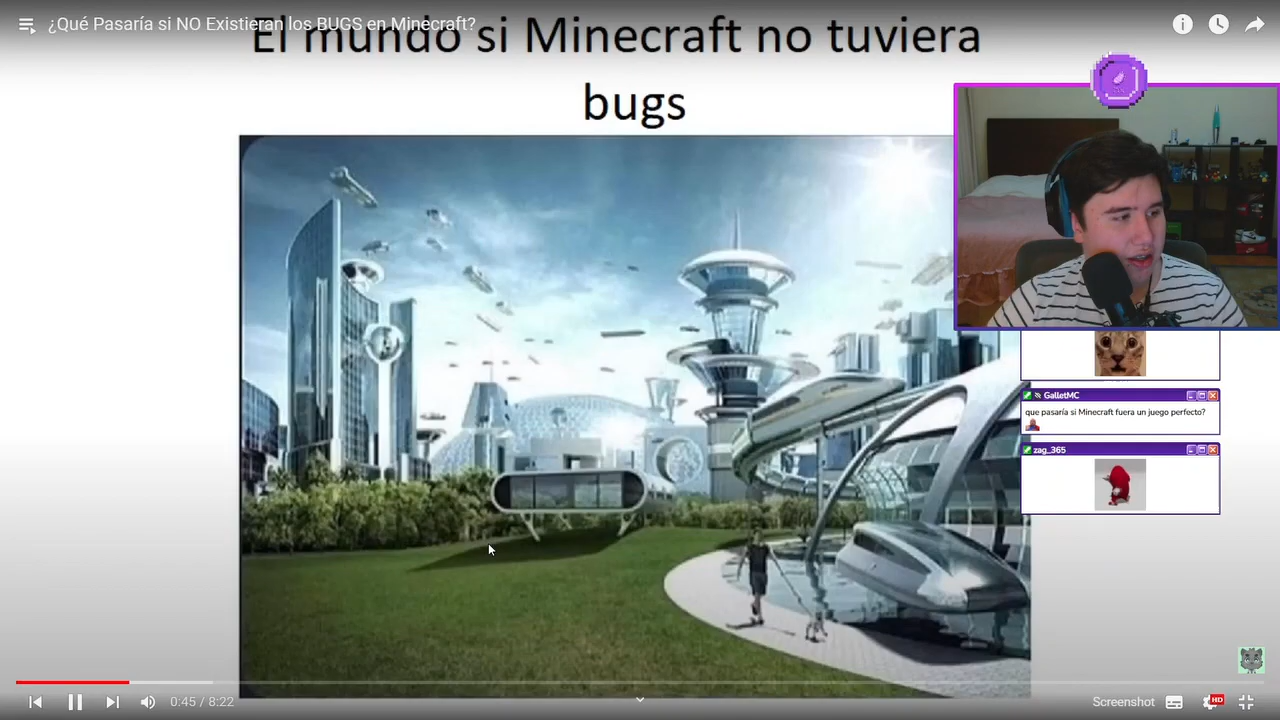 ¿Qué Pasaría si NO Existieran los BUGS en Minecraft?
El mundo si Minecraft no tuviera
bugs
GalletMC
que pasaría si Minecraft fuera un juego perfecto?
zag_365
0:45 / 8:22
Screenshot
HD